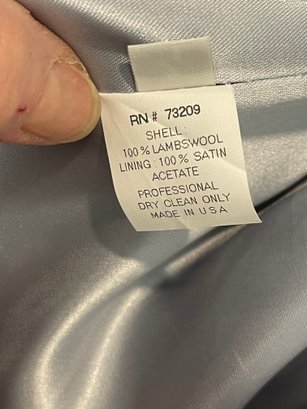 RN # 73209
SHELL:
100% LAMBSWOOL
LINING: 100% SATIN
ACETATE
PROFESSIONAL
DRY CLEAN ONLY
MADE IN USA